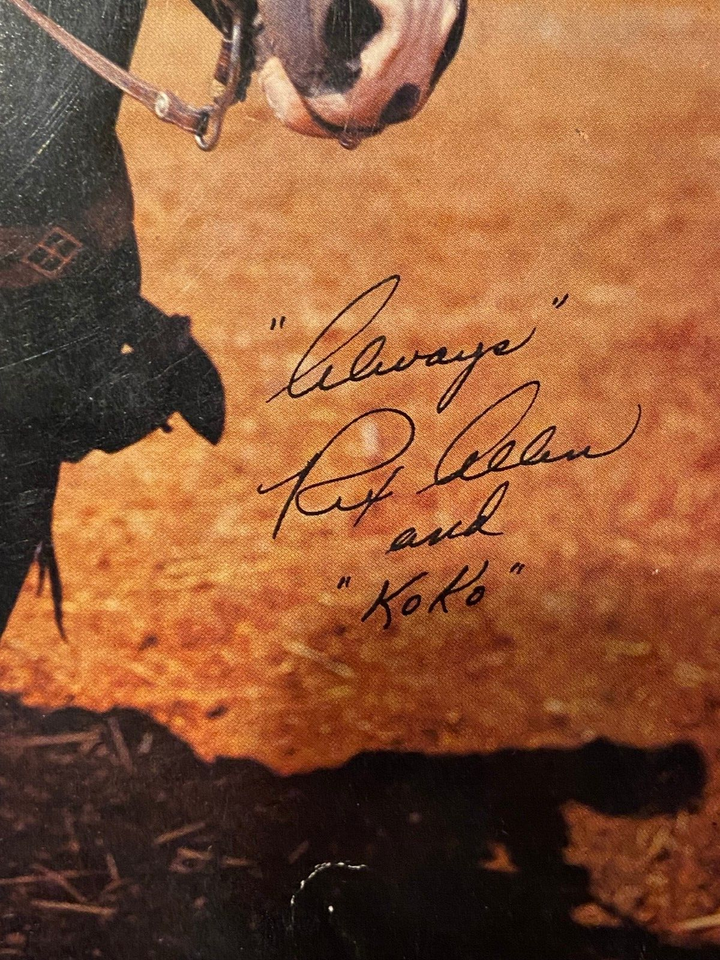 "Always"
Rex Allen
and
"KoKo"